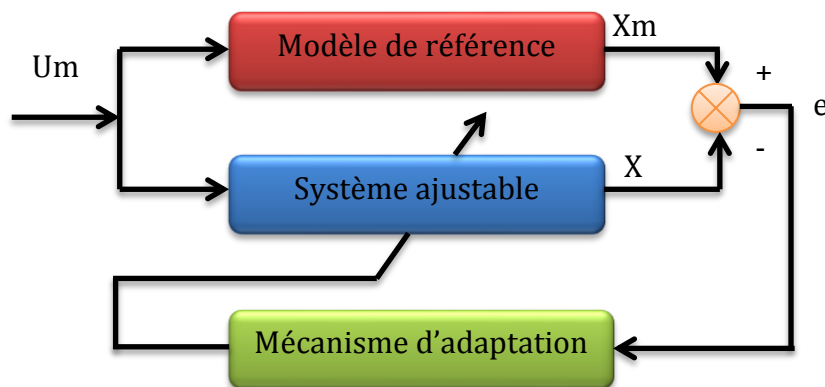 Modèle de référence
Xm
Um
+
e
-
Système ajustable
X
Mécanisme d’adaptation